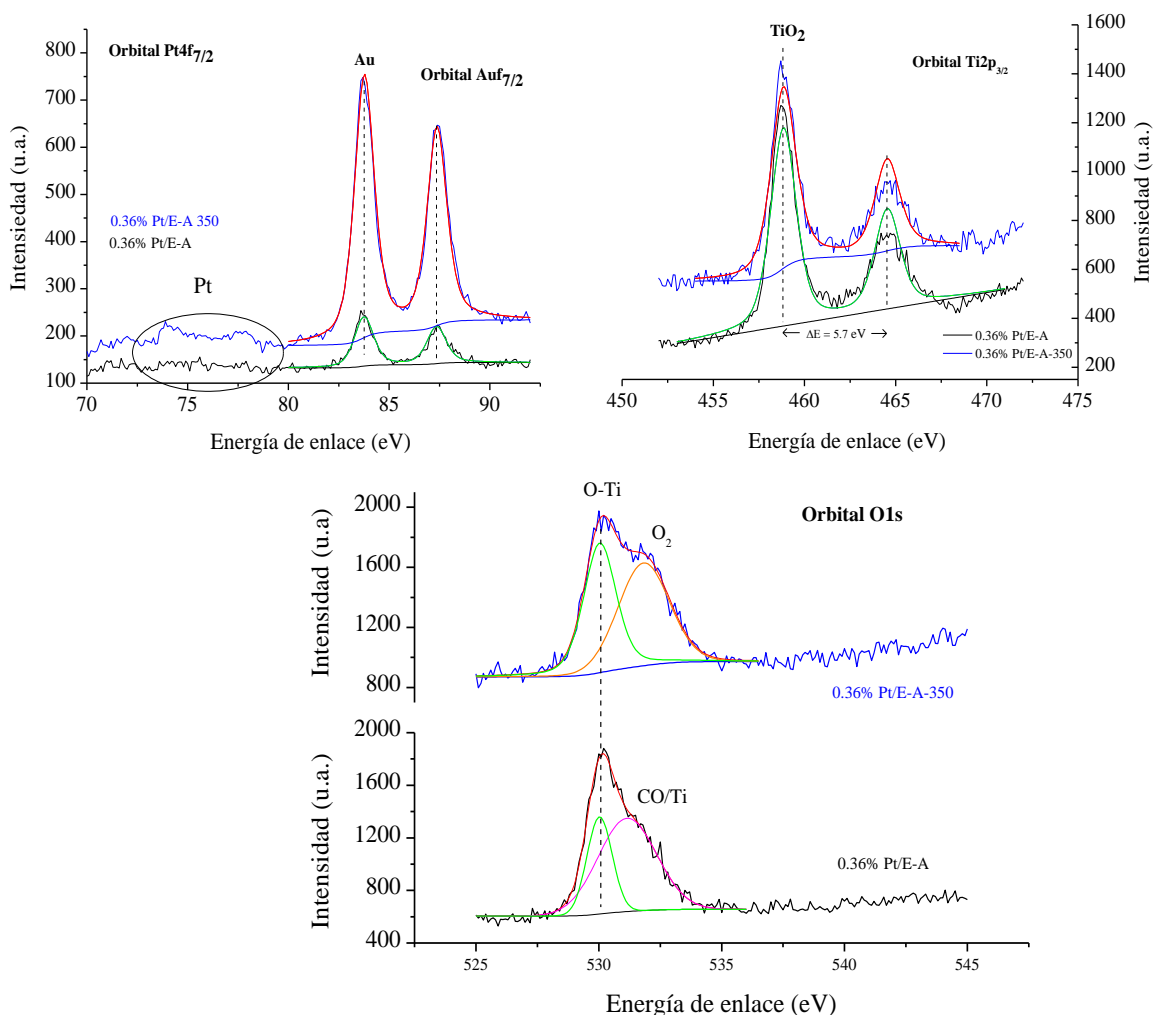 Orbital Pt4f7/2
Au
Orbital Auf7/2
0.36% Pt/E-A 350
0.36% Pt/E-A
Pt
800
700
600
500
400
300
200
100
70
75
80
85
90
Intensiedad (u.a.)
Energía de enlace (eV)
TiO2
Orbital Ti2p3/2
ΔE = 5.7 eV
0.36% Pt/E-A
0.36% Pt/E-A-350
1600
1400
1200
1000
800
600
400
200
450
455
460
465
470
475
Intensiedad (u.a.)
Energía de enlace (eV)
O-Ti
O2
Orbital O1s
2000
1600
1200
800
Intensidad (u.a)
0.36% Pt/E-A-350
2000
1600
1200
800
400
Intensidad (u.a.)
CO/Ti
0.36% Pt/E-A
525
530
535
540
545
Energía de enlace (eV)